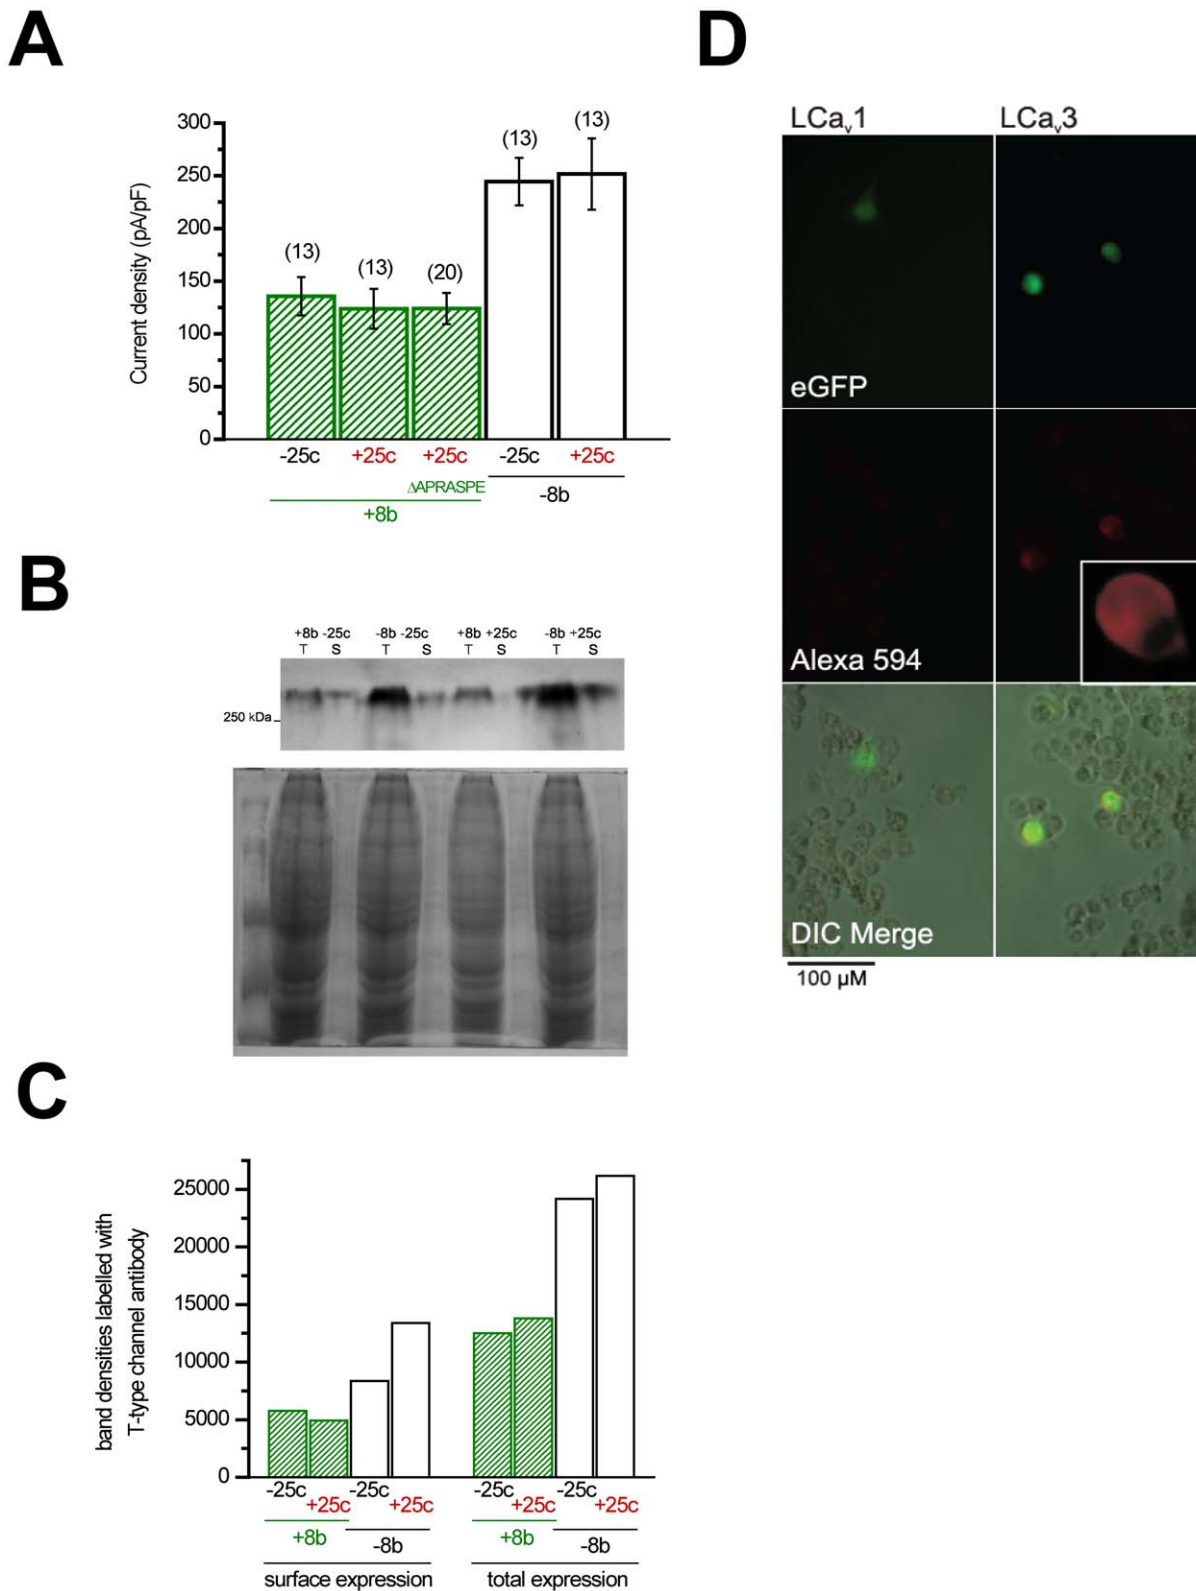 A
300
250
200
150
100
50
0
Current density (pA/pF)
(13)
(13)
(20)
(13)
(13)
-25c +25c +25c -25c +25c
ΔAPRASPE
+8b
-8b
B
+8b -25c -8b -25c +8b +25c -8b +25c
T S T S T S T S
250 kDa
C
25000
20000
15000
10000
5000
0
band densities labelled with
T-type channel antibody
-25c -25c -25c -25c
+25c +25c +25c +25c
+8b -8b +8b -8b
surface expression total expression
D
LCav1 LCav3
eGFP
Alexa 594
DIC Merge
100 µM